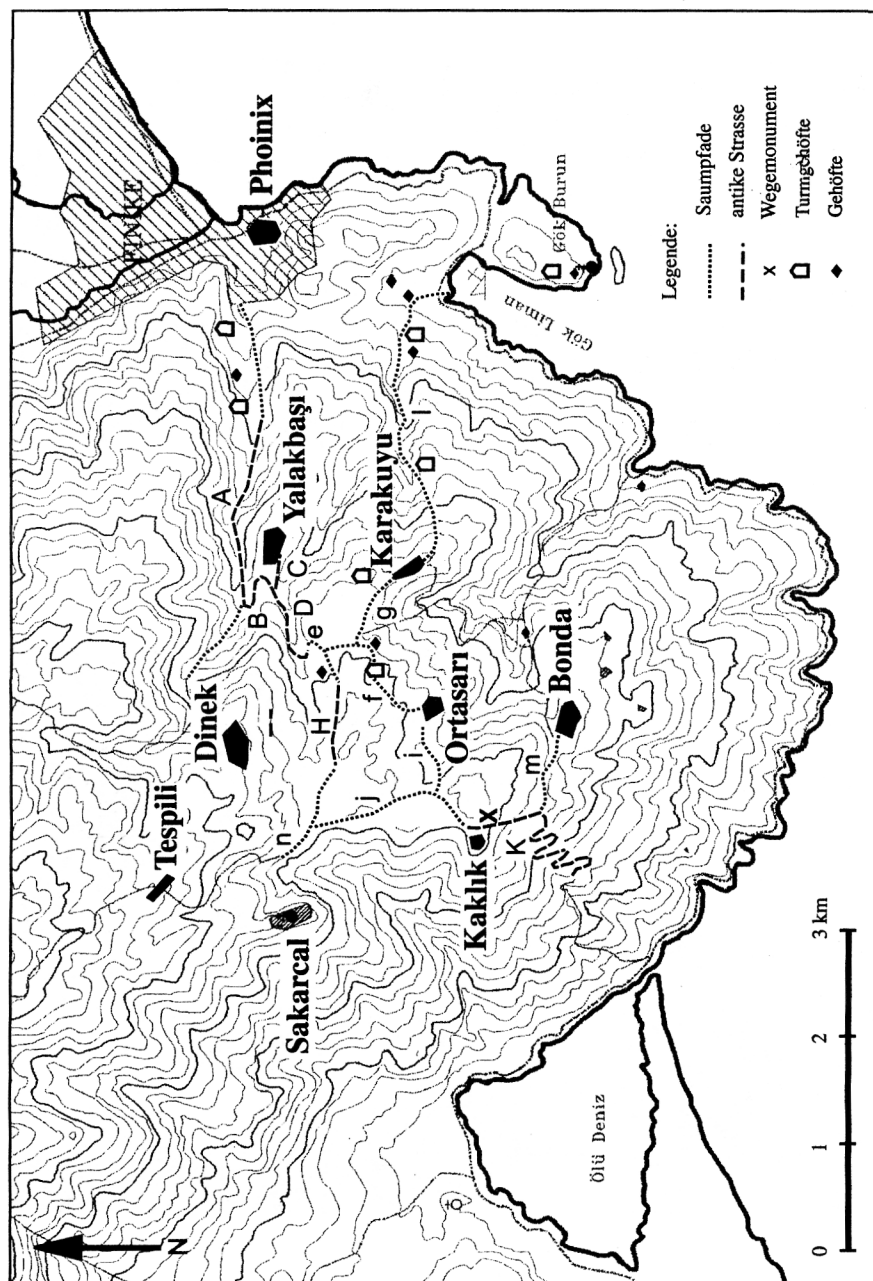 N
FINIKE
Phoinix
Tespili
Dinek
Yalakbaşı
Sakarcal
Karakuyu
Ortasarı
Kaklık
Bonda
A
B
C
D
e
f
g
H
i
j
K
l
m
n
x
Gök Liman
Gök Burun
Ölü Deniz
0 1 2 3 km
Legende:
Saumpfade
antike Strasse
x Wegemonument
Turmgehöfte
Gehöfte